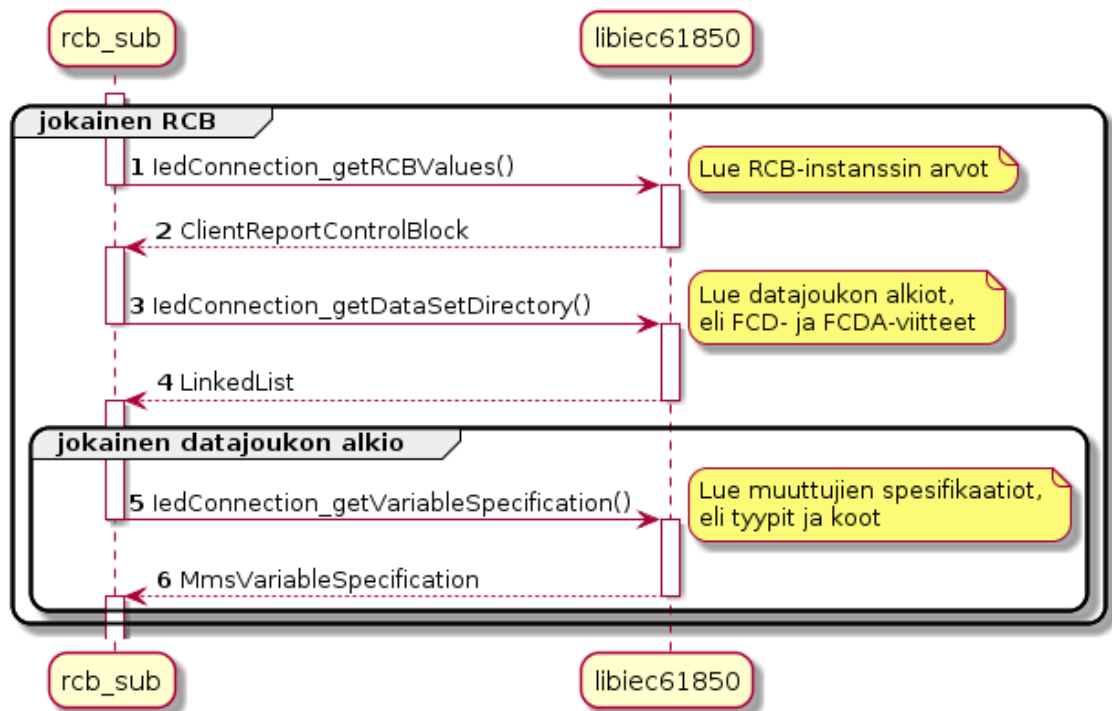 rcb_sub
libiec61850
jokainen RCB
1 IedConnection_getRCBValues()
Lue RCB-instanssin arvot
2 ClientReportControlBlock
3 IedConnection_getDataSetDirectory()
Lue datajoukon alkiot,
eli FCD- ja FCDA-viitteet
4 LinkedList
jokainen datajoukon alkio
5 IedConnection_getVariableSpecification()
Lue muuttujien spesifikaatiot,
eli tyypit ja koot
6 MmsVariableSpecification
rcb_sub
libiec61850